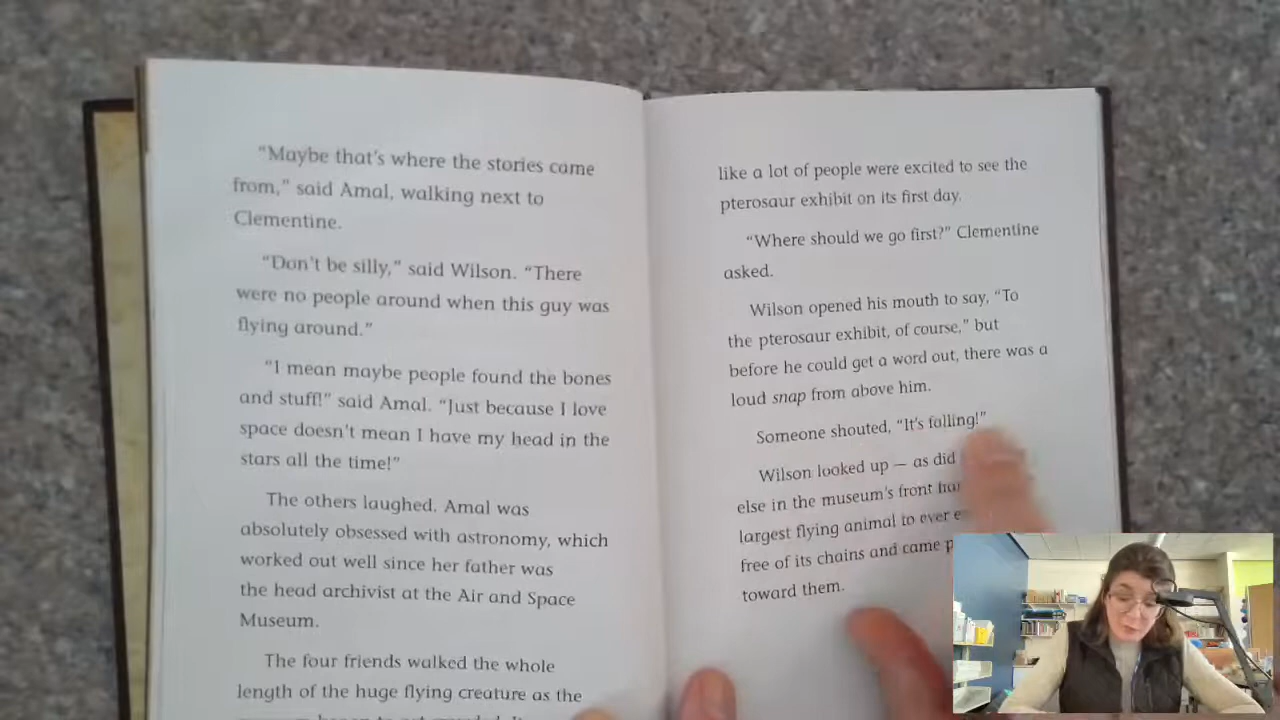 “Maybe that’s where the stories came
from,” said Amal, walking next to
Clementine.
“Don’t be silly,” said Wilson. “There
were no people around when this guy was
flying around.”
“I mean maybe people found the bones
and stuff!” said Amal. “Just because I love
space doesn’t mean I have my head in the
stars all the time!”
The others laughed. Amal was
absolutely obsessed with astronomy, which
worked out well since her father was
the head archivist at the Air and Space
Museum.
The four friends walked the whole
length of the huge flying creature as the
like a lot of people were excited to see the
pterosaur exhibit on its first day.
“Where should we go first?” Clementine
asked.
Wilson opened his mouth to say, “To
the pterosaur exhibit, of course,” but
before he could get a word out, there was a
loud snap from above him.
Someone shouted, “It’s falling!”
Wilson looked up — as did
else in the museum’s front
largest flying animal to ever
free of its chains and came
toward them.